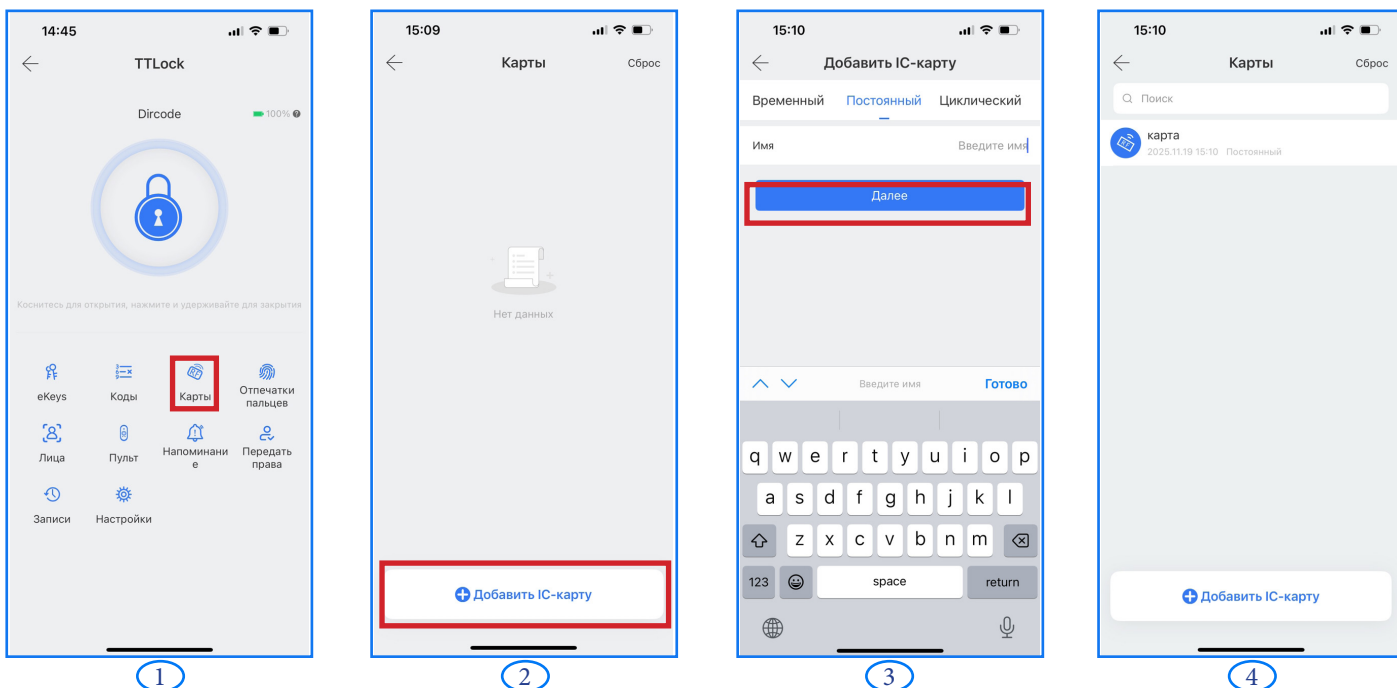 14:45
TTLock
Dircode
100%
Коснитесь для открытия, нажмите и удерживайте для закрытия
eKeys
Коды
Карты
Отпечатки
пальцев
Лица
Пульт
Напоминани
е
Передать
права
Записи
Настройки
1
15:09
Карты
Сброс
Нет данных
Добавить IC-карту
2
15:10
Добавить IC-карту
Временный Постоянный Циклический
Имя Введите имя
Далее
Введите имя Готово
q w e r t y u i o p
a s d f g h j k l
z x c v b n m
123 space return
3
15:10
Карты
Сброс
Поиск
карта
2025.11.19 15:10 Постоянный
Добавить IC-карту
4